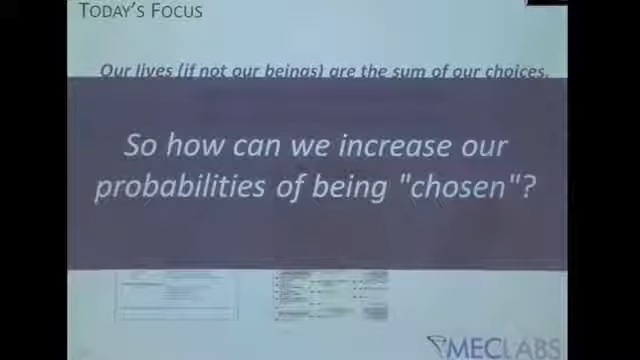 TODAY'S FOCUS
Our lives (if not our beings) are the sum of our choices.
So how can we increase our
probabilities of being "chosen"?
MECLABS